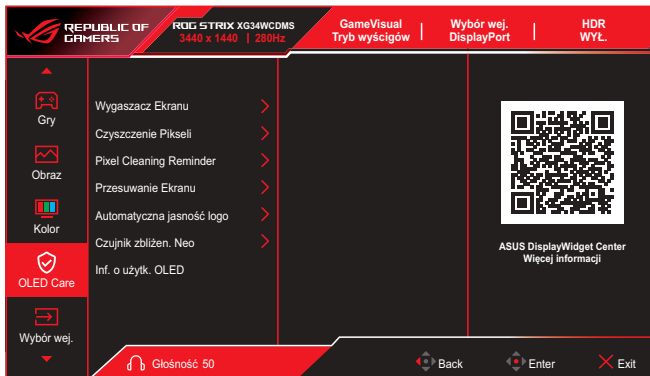 REPUBLIC OF
GAMERS
ROG STRIX XG34WCDMS
3440 x 1440 | 280Hz
GameVisual
Tryb wyścigów
Wybór wej.
DisplayPort
HDR
WYŁ.
Gry
Obraz
Kolor
OLED Care
Wybór wej.
Wygaszacz Ekranu
Czyszczenie Pikseli
Pixel Cleaning Reminder
Przesuwanie Ekranu
Automatyczna jasność logo
Czujnik zbliżen. Neo
Inf. o użytk. OLED
ASUS DisplayWidget Center
Więcej informacji
Głośność 50
Back
Enter
Exit